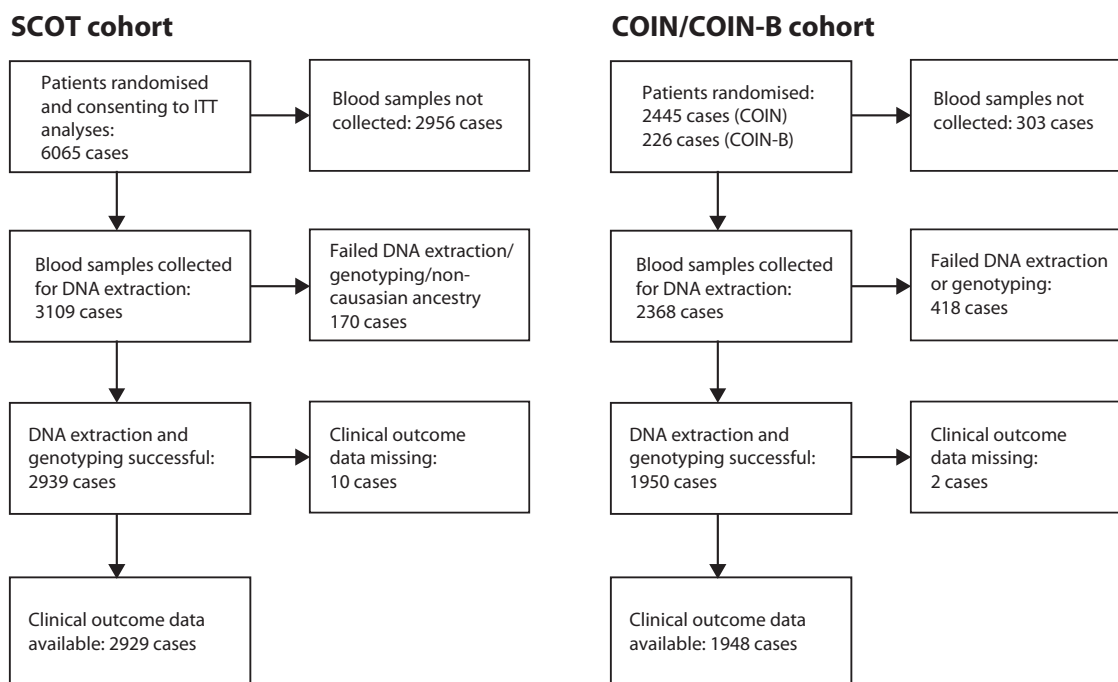 SCOT cohort
Patients randomised
and consenting to ITT
analyses:
6065 cases
Blood samples not
collected: 2956 cases
Blood samples collected
for DNA extraction:
3109 cases
Failed DNA extraction/
genotyping/non-
causasian ancestry
170 cases
DNA extraction and
genotyping successful:
2939 cases
Clinical outcome
data missing:
10 cases
Clinical outcome data
available: 2929 cases
COIN/COIN-B cohort
Patients randomised:
2445 cases (COIN)
226 cases (COIN-B)
Blood samples not
collected: 303 cases
Blood samples collected
for DNA extraction:
2368 cases
Failed DNA extraction
or genotyping:
418 cases
DNA extraction and
genotyping successful:
1950 cases
Clinical outcome
data missing:
2 cases
Clinical outcome data
available: 1948 cases